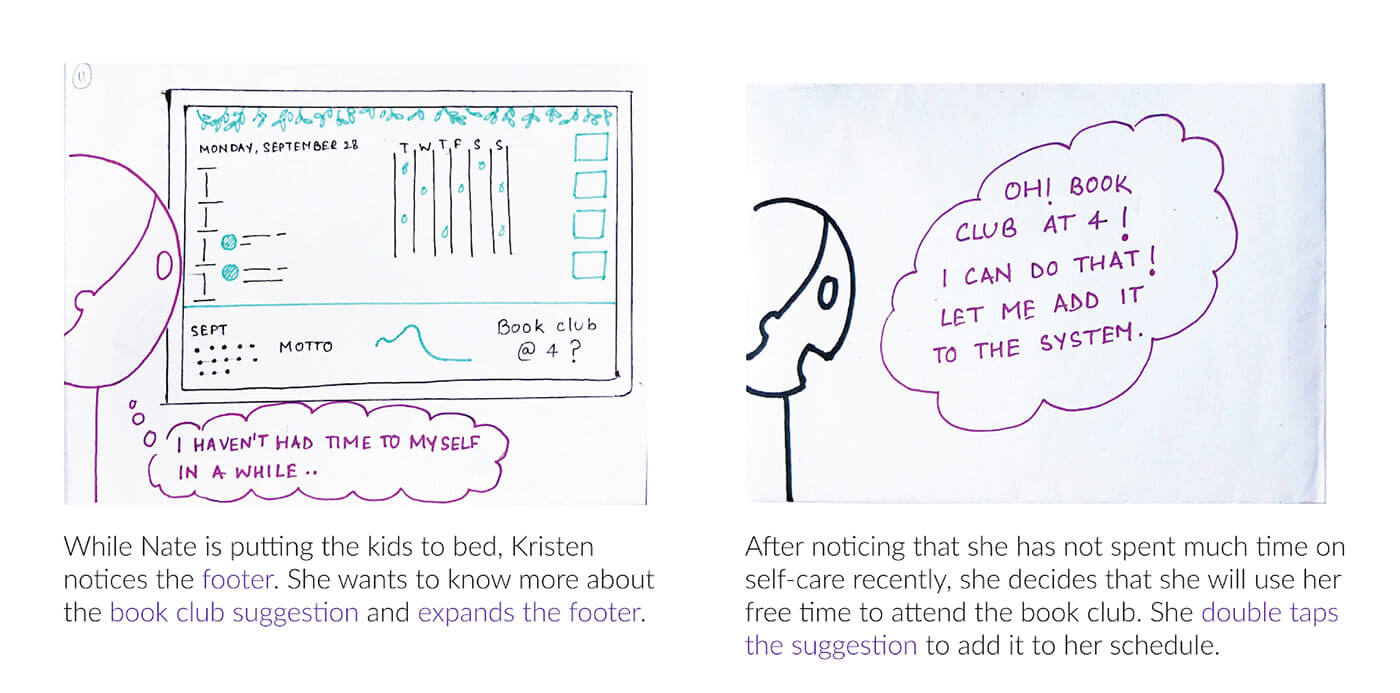 11
MONDAY, SEPTEMBER 28
T W T F S S
SEPT
MOTTO
Book club
@ 4 ?
I HAVEN'T HAD TIME TO MYSELF
IN A WHILE ..
While Nate is putting the kids to bed, Kristen
notices the footer. She wants to know more about
the book club suggestion and expands the footer.
OH! BOOK
CLUB AT 4!
I CAN DO THAT!
LET ME ADD IT
TO THE SYSTEM.
After noticing that she has not spent much time on
self-care recently, she decides that she will use her
free time to attend the book club. She double taps
the suggestion to add it to her schedule.